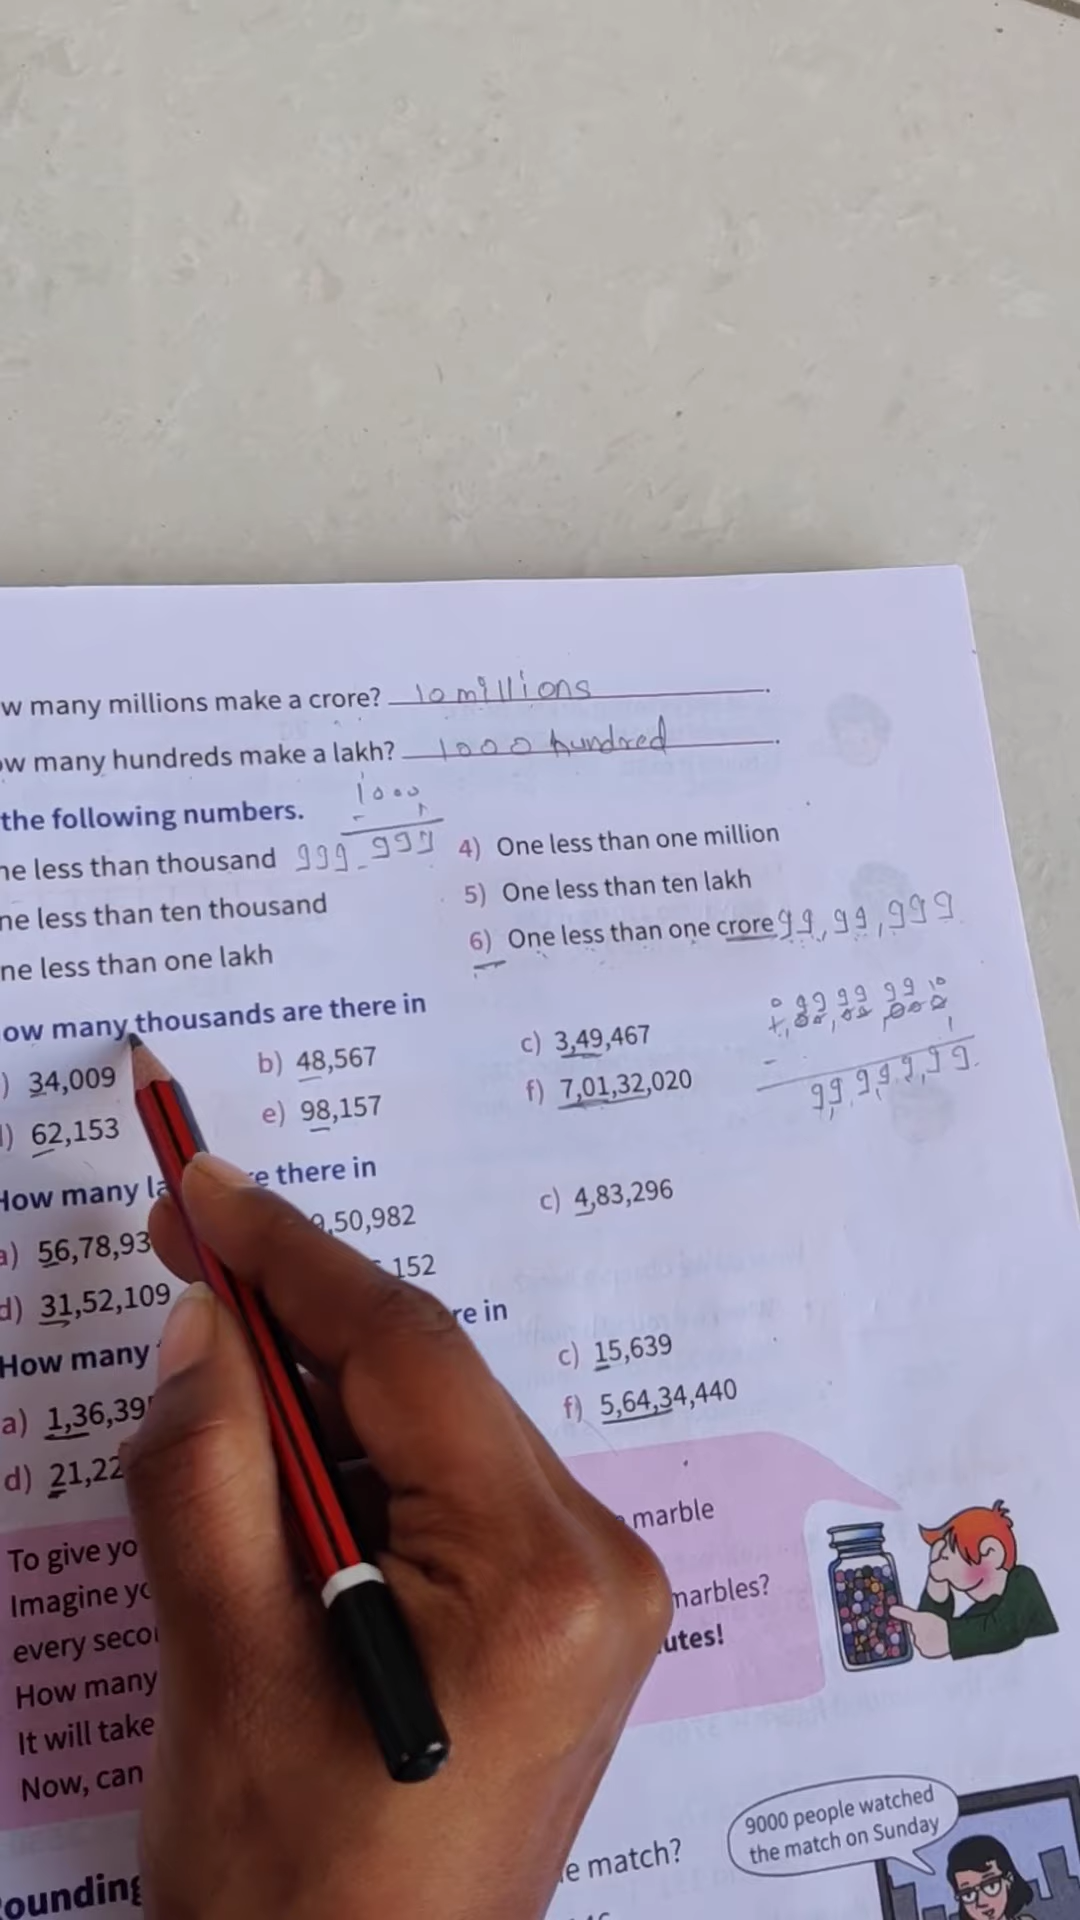 w many millions make a crore? 10 millions.
ow many hundreds make a lakh? 1000 hundred.
the following numbers.
1000
- 1
999
ne less than thousand 999
4) One less than one million
ne less than ten thousand
5) One less than ten lakh
ne less than one lakh
6) One less than one crore 99,99,999
ow many thousands are there in
) 34,009
b) 48,567
c) 3,49,467
) 62,153
e) 98,157
f) 7,01,32,020
- 1
99,99,999
How many la e there in
a) 56,78,93
,50,982
c) 4,83,296
d) 31,52,109
152
How many
re in
a) 1,36,39
c) 15,639
d) 21,22
f) 5,64,34,440
To give yo
marble
Imagine yo
every seco
marbles?
How many
utes!
It will take
Now, can
9000 people watched
the match on Sunday
ounding
e match?